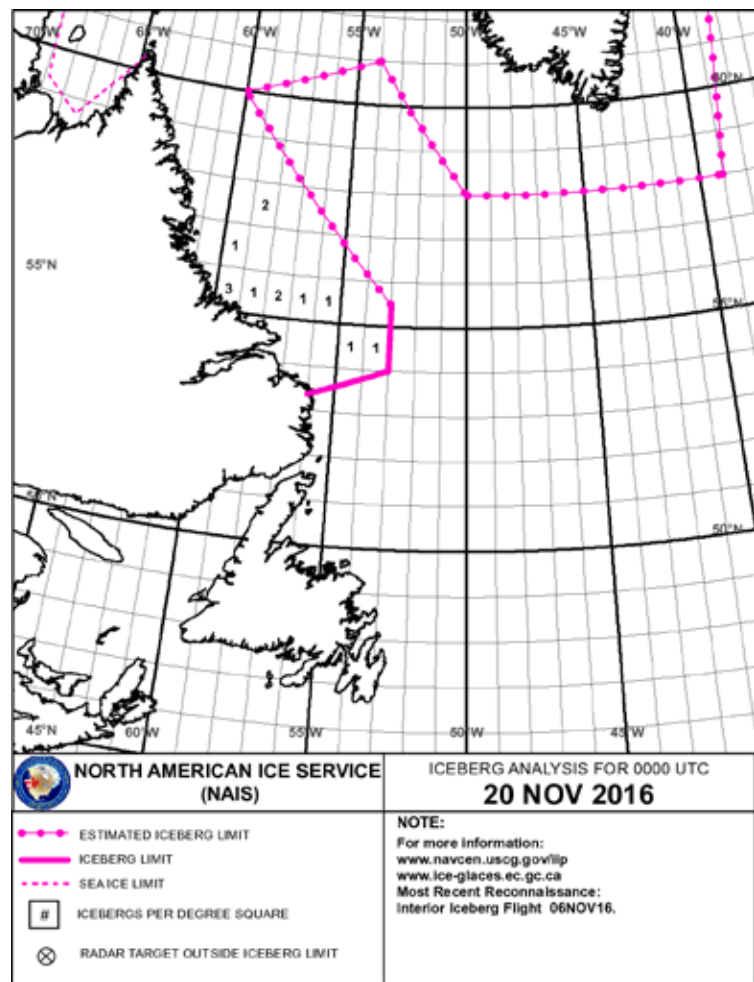 70°W
65°W
60°W
55°W
50°W
45°W
40°W
60°N
2
1
55°N
3 1 2 1 1
55°N
1 1
50°N
50°N
45°N
60°W
55°W
50°W
45°W
NORTH AMERICAN ICE SERVICE
(NAIS)
ICEBERG ANALYSIS FOR 0000 UTC
20 NOV 2016
ESTIMATED ICEBERG LIMIT
ICEBERG LIMIT
SEA ICE LIMIT
# ICEBERGS PER DEGREE SQUARE
RADAR TARGET OUTSIDE ICEBERG LIMIT
NOTE:
For more information:
www.navcen.uscg.gov/iip
www.ice-glaces.ec.gc.ca
Most Recent Reconnaissance:
Interior Iceberg Flight 06NOV16.